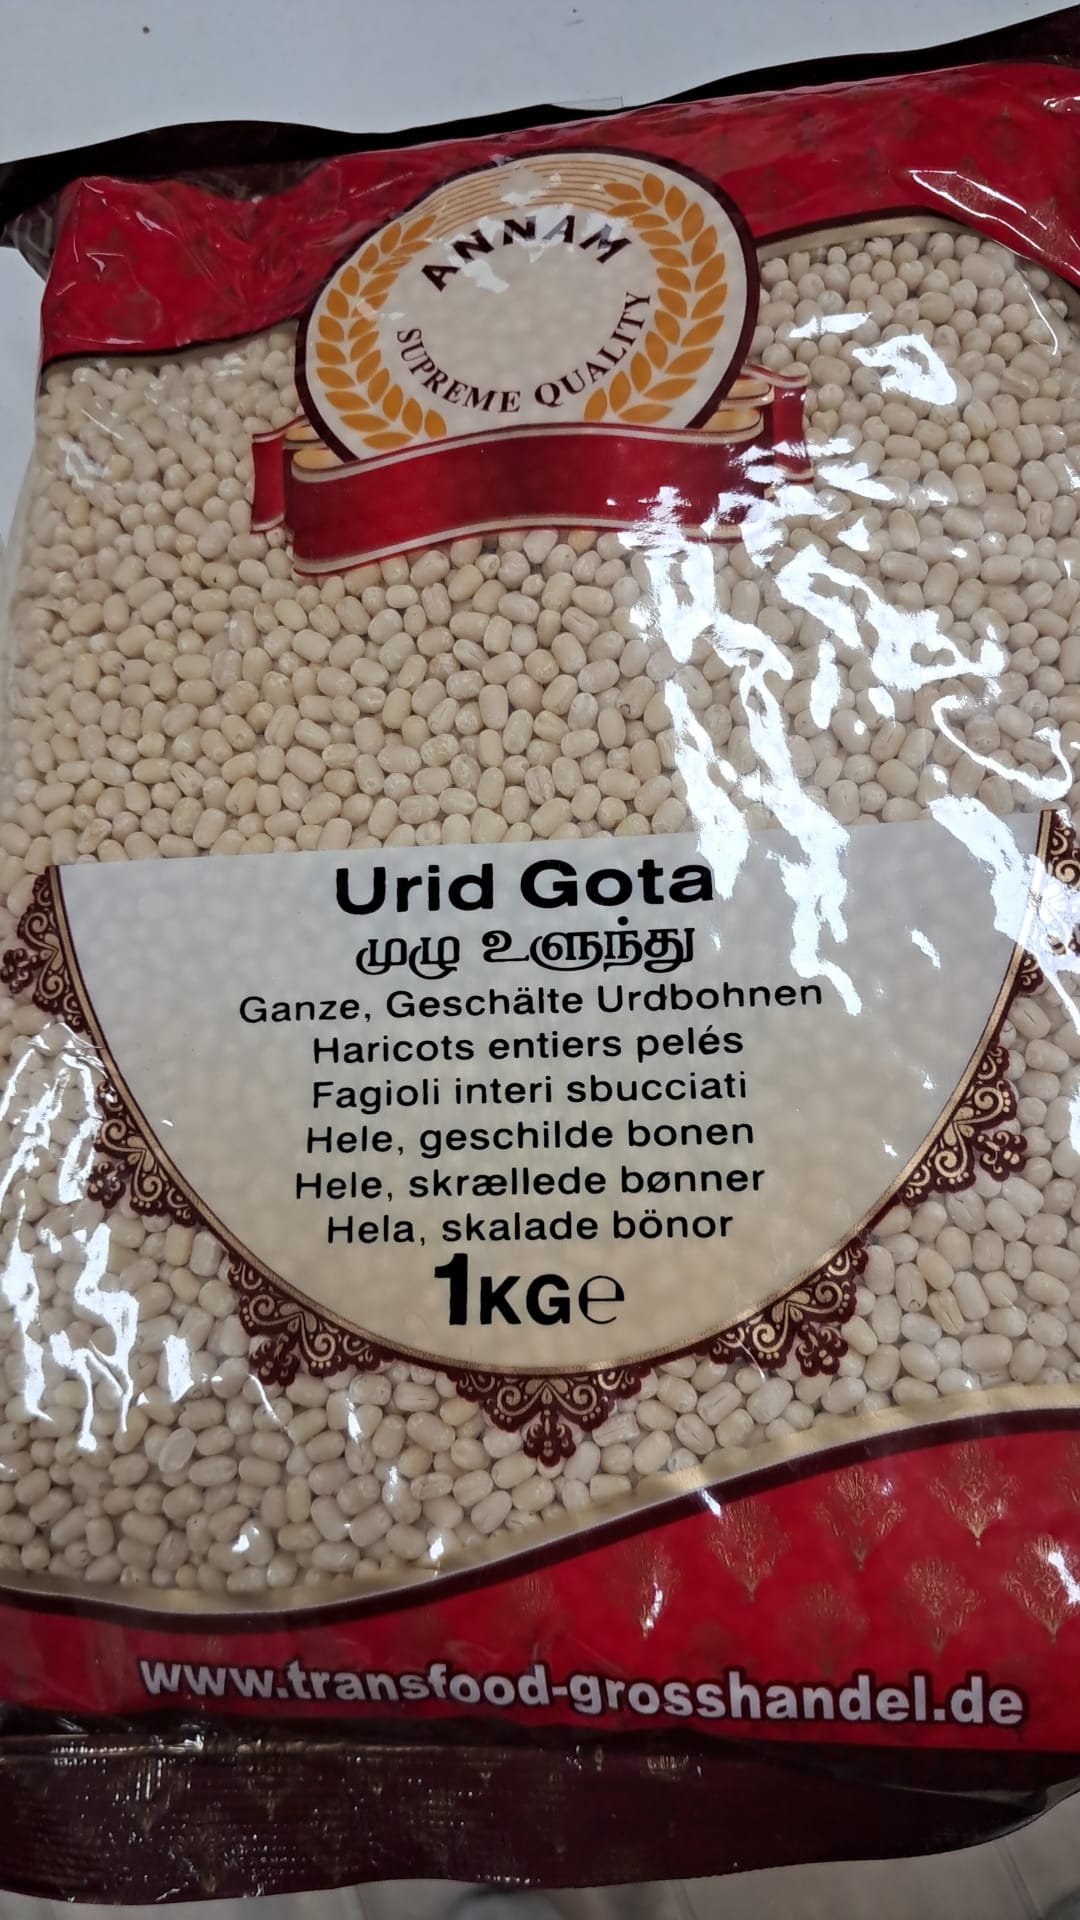 ANNAM
SUPREME QUALITY
Urid Gota
முழு உளுந்து
Ganze, Geschälte Urdbohnen
Haricots entiers pelés
Fagioli interi sbucciati
Hele, geschilde bonen
Hele, skrællede bønner
Hela, skalade bönor
1KG℮
www.transfood-grosshandel.de